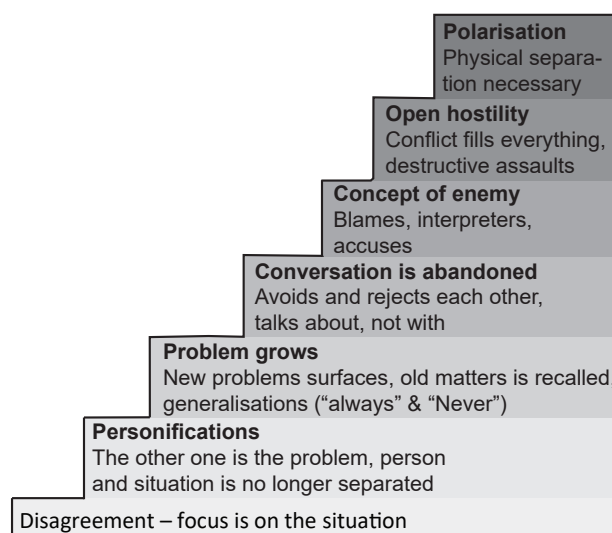 Polarisation
Physical separa-
tion necessary
Open hostility
Conflict fills everything,
destructive assaults
Concept of enemy
Blames, interpreters,
accuses
Conversation is abandoned
Avoids and rejects each other,
talks about, not with
Problem grows
New problems surfaces, old matters is recalled,
generalisations (“always” & “Never”)
Personifications
The other one is the problem, person
and situation is no longer separated
Disagreement – focus is on the situation